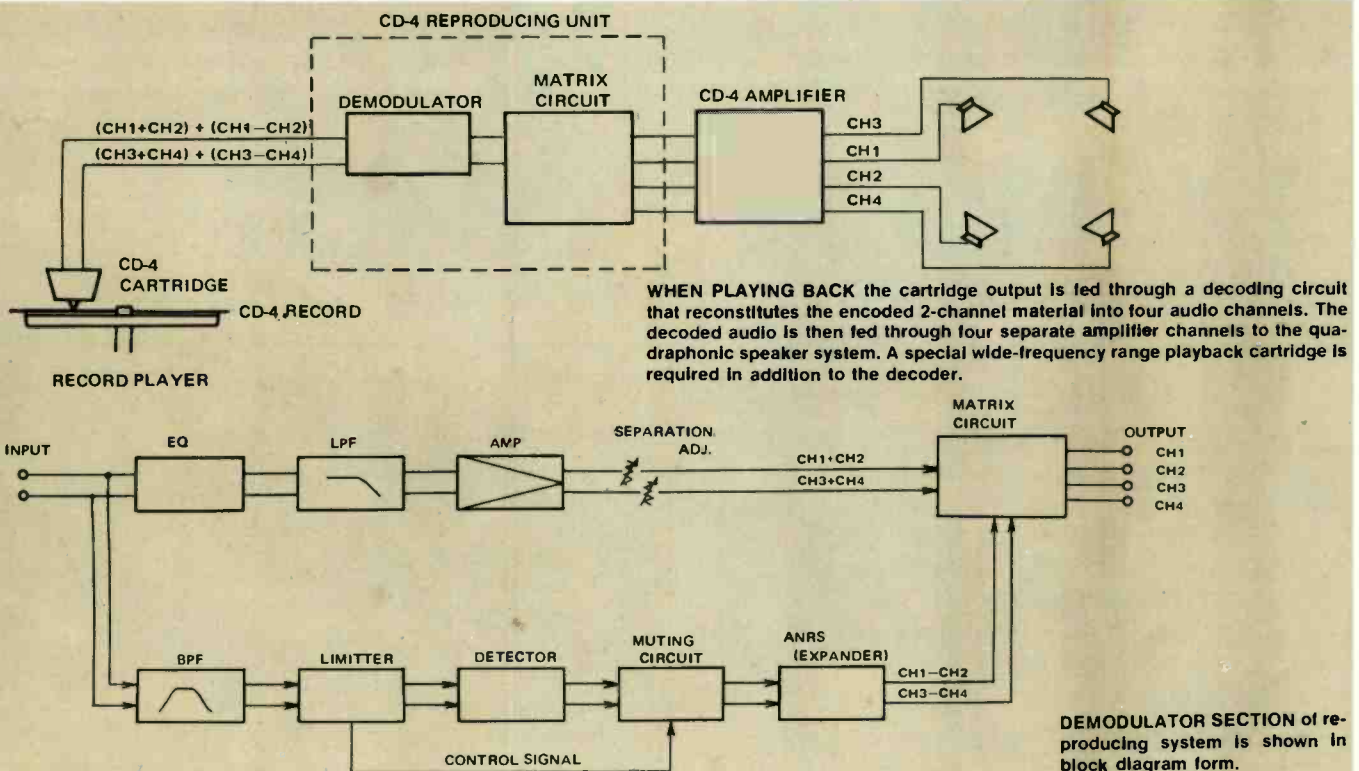 CD-4 REPRODUCING UNIT
MATRIX
CIRCUIT
DEMODULATOR
CD-4 AMPLIFIER
(CH1+CH2) + (CH1−CH2)
(CH3+CH4) + (CH3−CH4)
CH3
CH1
CH2
CH4
CD-4
CARTRIDGE
CD-4 RECORD
RECORD PLAYER
WHEN PLAYING BACK the cartridge output is fed through a decoding circuit
that reconstitutes the encoded 2-channel material into four audio channels. The
decoded audio is then fed through four separate amplifier channels to the qua-
draphonic speaker system. A special wide-frequency range playback cartridge is
required in addition to the decoder.
INPUT
EQ
LPF
AMP
SEPARATION
ADJ.
CH1+CH2
CH3+CH4
MATRIX
CIRCUIT
OUTPUT
CH1
CH2
CH3
CH4
BPF
LIMITTER
DETECTOR
MUTING
CIRCUIT
ANRS
(EXPANDER)
CH1−CH2
CH3−CH4
CONTROL SIGNAL
DEMODULATOR SECTION of re-
producing system is shown in
block diagram form.